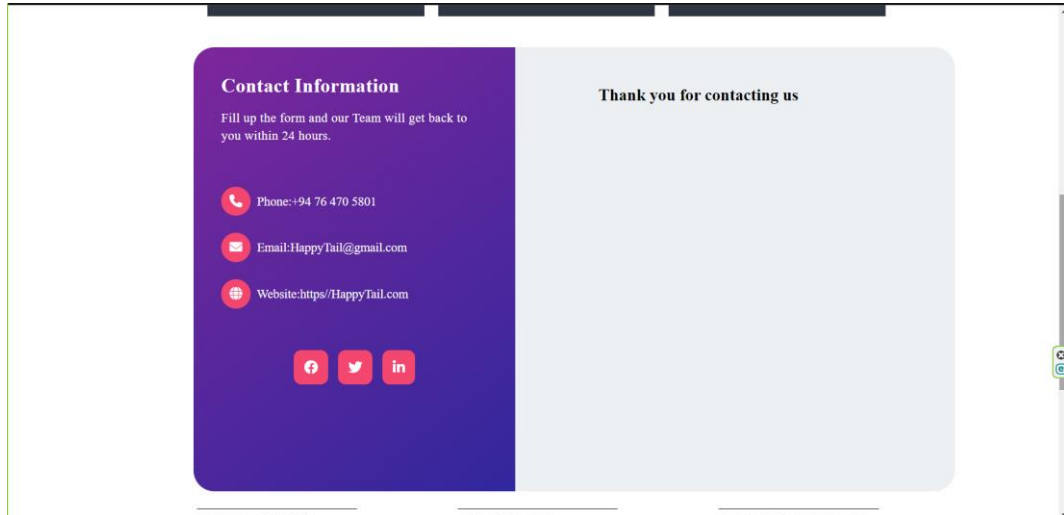 Contact Information
Fill up the form and our Team will get back to
you within 24 hours.
Phone:+94 76 470 5801
Email:HappyTail@gmail.com
Website:https//HappyTail.com
in
Thank you for contacting us